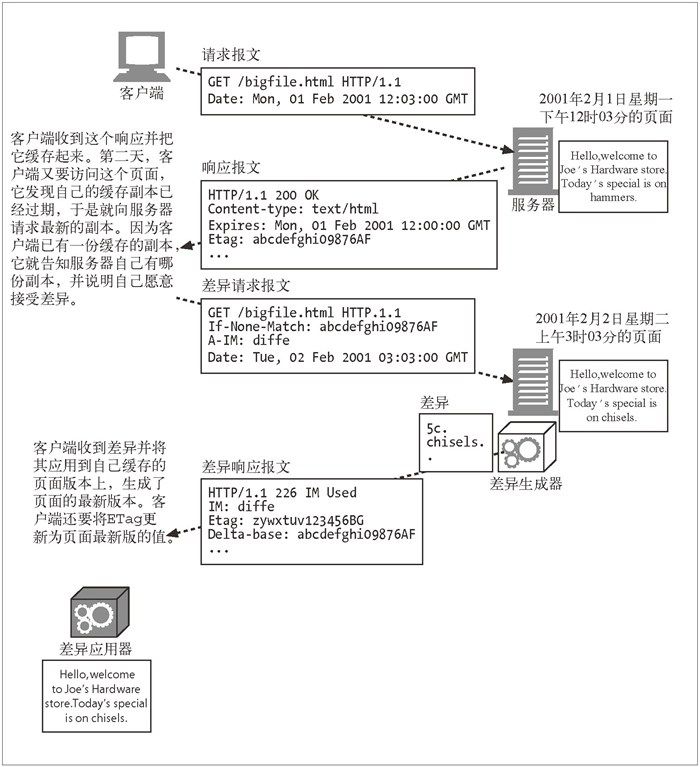 请求报文
GET /bigfile.html HTTP/1.1
Date: Mon, 01 Feb 2001 12:03:00 GMT
客户端
2001年2月1日星期一
下午12时03分的页面
Hello,welcome to
Joe's Hardware store.
Today's special is on
hammers.
服务器
客户端收到这个响应并把
它缓存起来。第二天，客
户端又要访问这个页面，
它发现自己的缓存副本已
经过期，于是就向服务器
请求最新的副本。因为客
户端已有一份缓存的副本，
它就告知服务器自己有哪
份副本，并说明自己愿意
接受差异。
响应报文
HTTP/1.1 200 OK
Content-type: text/html
Expires: Mon, 01 Feb 2001 12:00:00 GMT
Etag: abcdefghi09876AF
...
差异请求报文
GET /bigfile.html HTTP.1.1
If-None-Match: abcdefghi09876AF
A-IM: diffe
Date: Tue, 02 Feb 2001 03:03:00 GMT
2001年2月2日星期二
上午3时03分的页面
Hello,welcome to
Joe's Hardware store.
Today's special is
on chisels.
差异
5c.
chisels.
.
差异生成器
客户端收到差异并将
其应用到自己缓存的
页面版本上，生成了
页面的最新版本。客
户端还要将ETag更
新为页面最新版的值。
差异响应报文
HTTP/1.1 226 IM Used
IM: diffe
Etag: zywxtuv123456BG
Delta-base: abcdefghi09876AF
...
差异应用器
Hello,welcome
to Joe's Hardware
store.Today's special
is on chisels.